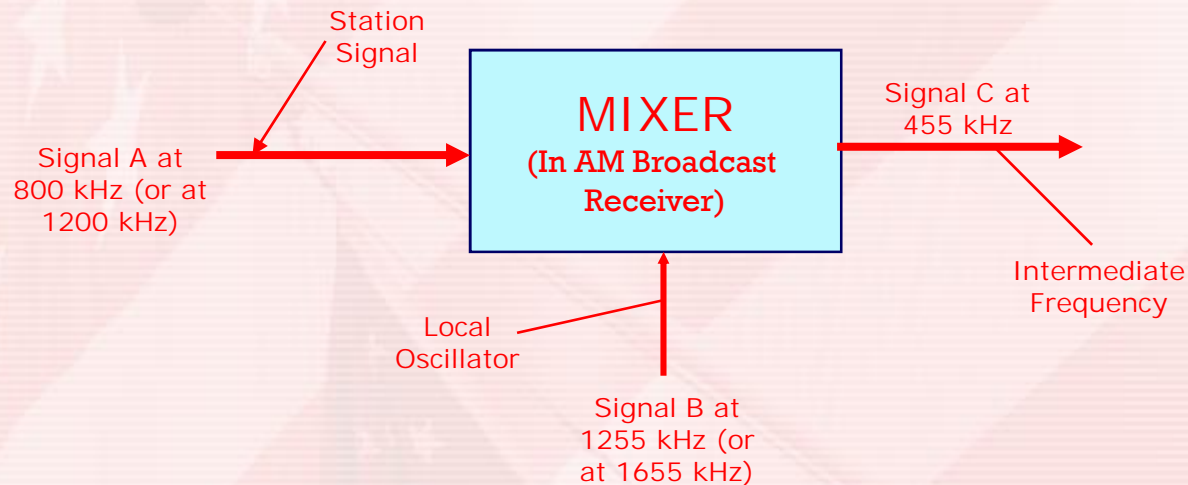 Station
Signal
Signal A at
800 kHz (or at
1200 kHz)
MIXER
(In AM Broadcast
Receiver)
Signal C at
455 kHz
Intermediate
Frequency
Local
Oscillator
Signal B at
1255 kHz (or
at 1655 kHz)